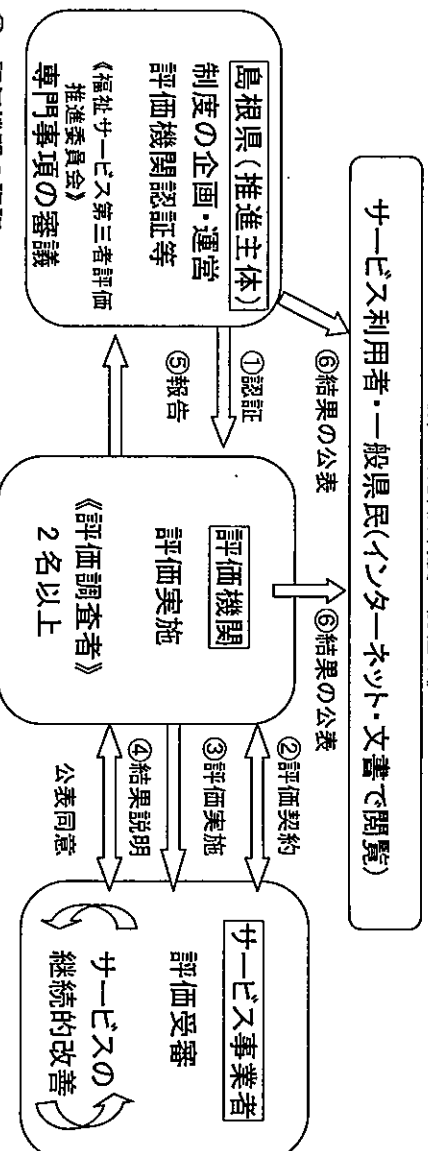 サービス利用者・一般県民(インターネット・文書で閲覧)
⑥結果の公表
⑥結果の公表
島根県(推進主体)
制度の企画・運営
評価機関認証等
《福祉サービス第三者評価
推進委員会》
専門事項の審議
①認証
⑤報告
評価機関
評価実施
《評価調査者》
2名以上
②評価契約
③評価実施
④結果説明
公表同意
サービス事業者
評価受審
サービスの
継続的改善